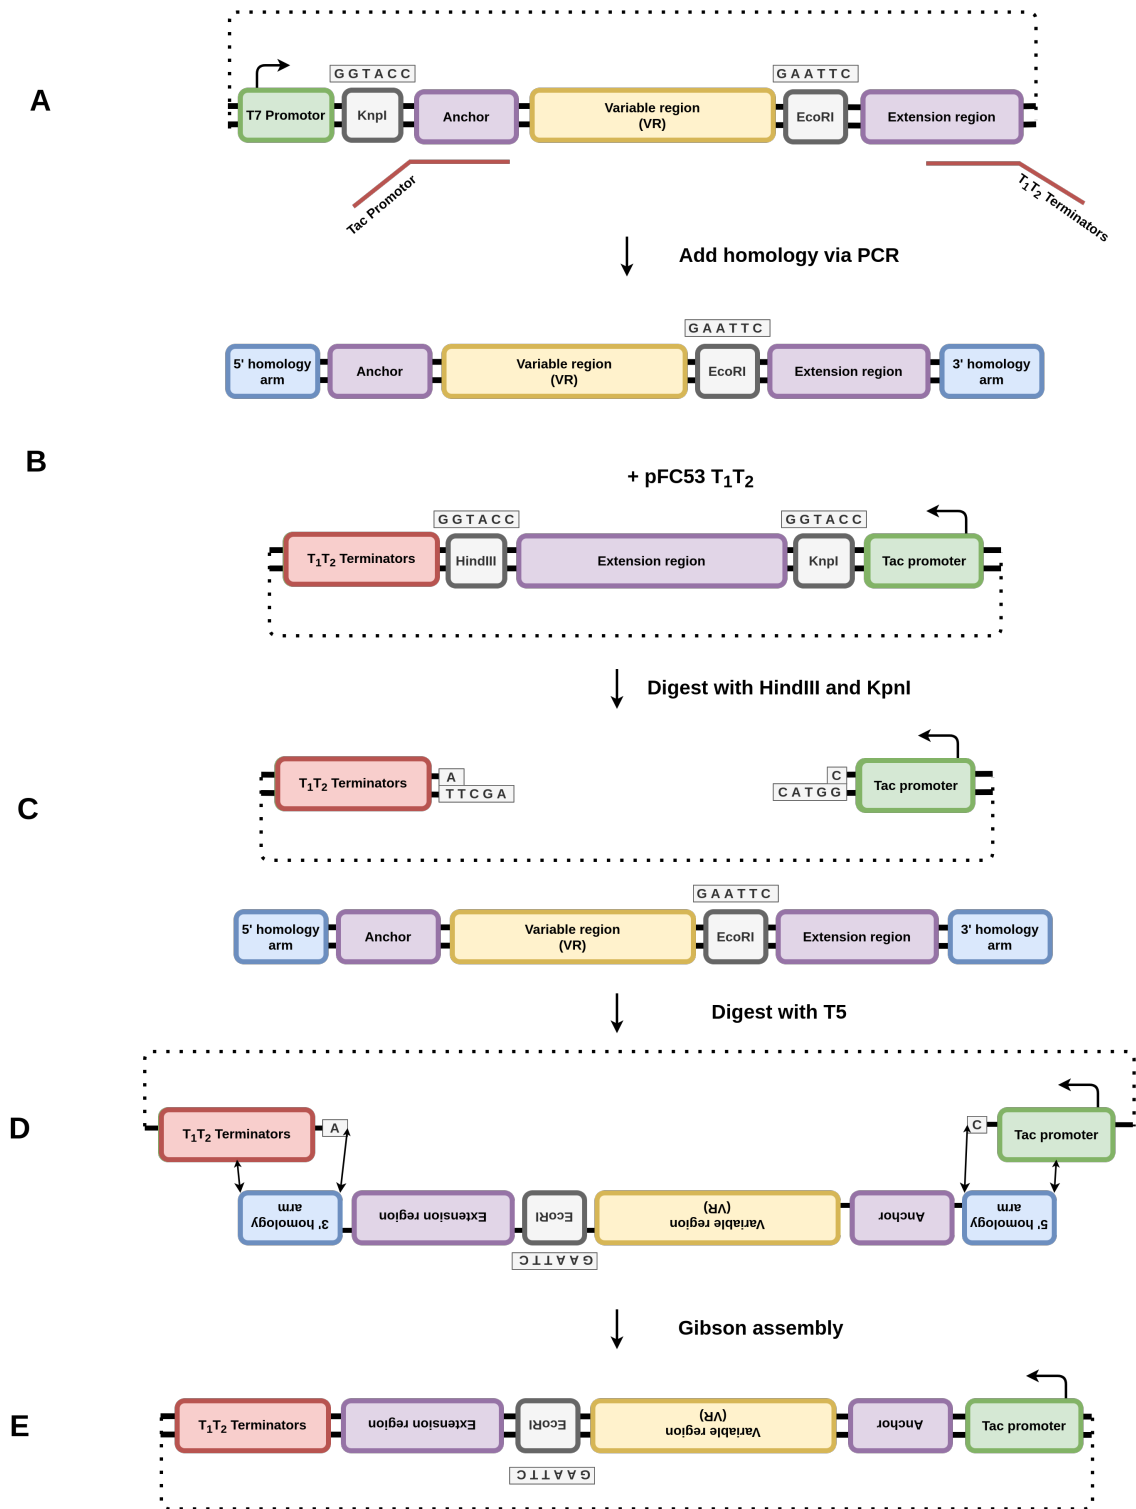 GGTACC
GAATTC
A
T7 Promotor
KnpI
Anchor
Variable region
(VR)
EcoRI
Extension region
Tac Promotor
T1T2 Terminators
Add homology via PCR
GAATTC
5' homology
arm
Anchor
Variable region
(VR)
EcoRI
Extension region
3' homology
arm
B
+ pFC53 T1T2
GGTACC
GGTACC
T1T2 Terminators
HindIII
Extension region
KnpI
Tac promoter
Digest with HindIII and KpnI
C
T1T2 Terminators
A
TTCGA
C
CATGG
Tac promoter
GAATTC
5' homology
arm
Anchor
Variable region
(VR)
EcoRI
Extension region
3' homology
arm
Digest with T5
D
T1T2 Terminators
A
C
Tac promoter
3' homology
arm
Extension region
EcoRI
Variable region
(VR)
Anchor
5' homology
arm
GAATTC
Gibson assembly
E
T1T2 Terminators
Extension region
EcoRI
Variable region
(VR)
Anchor
Tac promoter
GAATTC